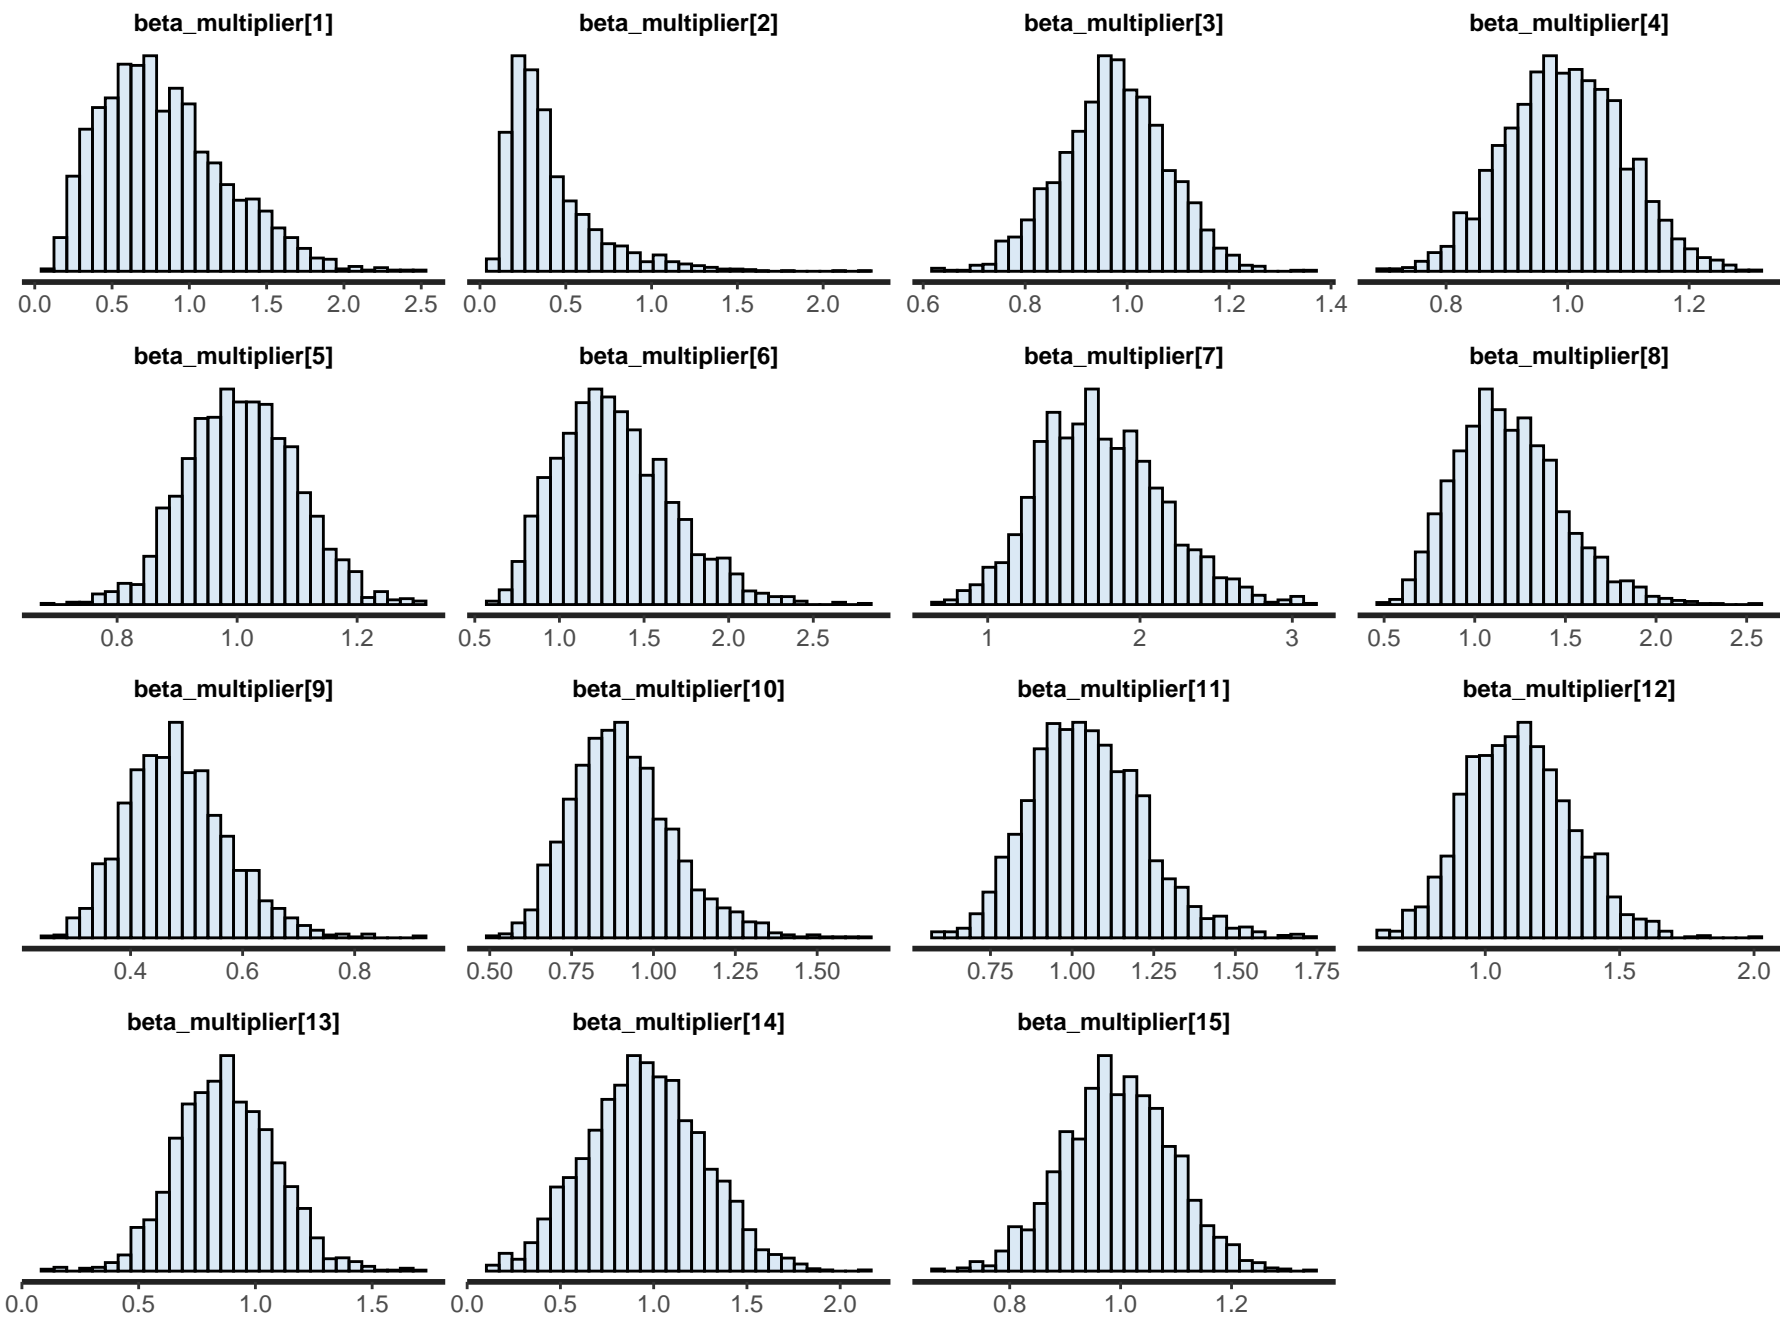 beta_multiplier[1] beta_multiplier[2] beta_multiplier[3] beta_multiplier[4]
0.0 0.5 1.0 1.5 2.0 2.5 0.0 0.5 1.0 1.5 2.0 0.6 0.8 1.0 1.2 1.4 0.8 1.0 1.2
beta_multiplier[5] beta_multiplier[6] beta_multiplier[7] beta_multiplier[8]
0.8 1.0 1.2 0.5 1.0 1.5 2.0 2.5 1 2 3 0.5 1.0 1.5 2.0 2.5
beta_multiplier[9] beta_multiplier[10] beta_multiplier[11] beta_multiplier[12]
0.4 0.6 0.8 0.50 0.75 1.00 1.25 1.50 0.75 1.00 1.25 1.50 1.75 1.0 1.5 2.0
beta_multiplier[13] beta_multiplier[14] beta_multiplier[15]
0.0 0.5 1.0 1.5 0.0 0.5 1.0 1.5 2.0 0.8 1.0 1.2